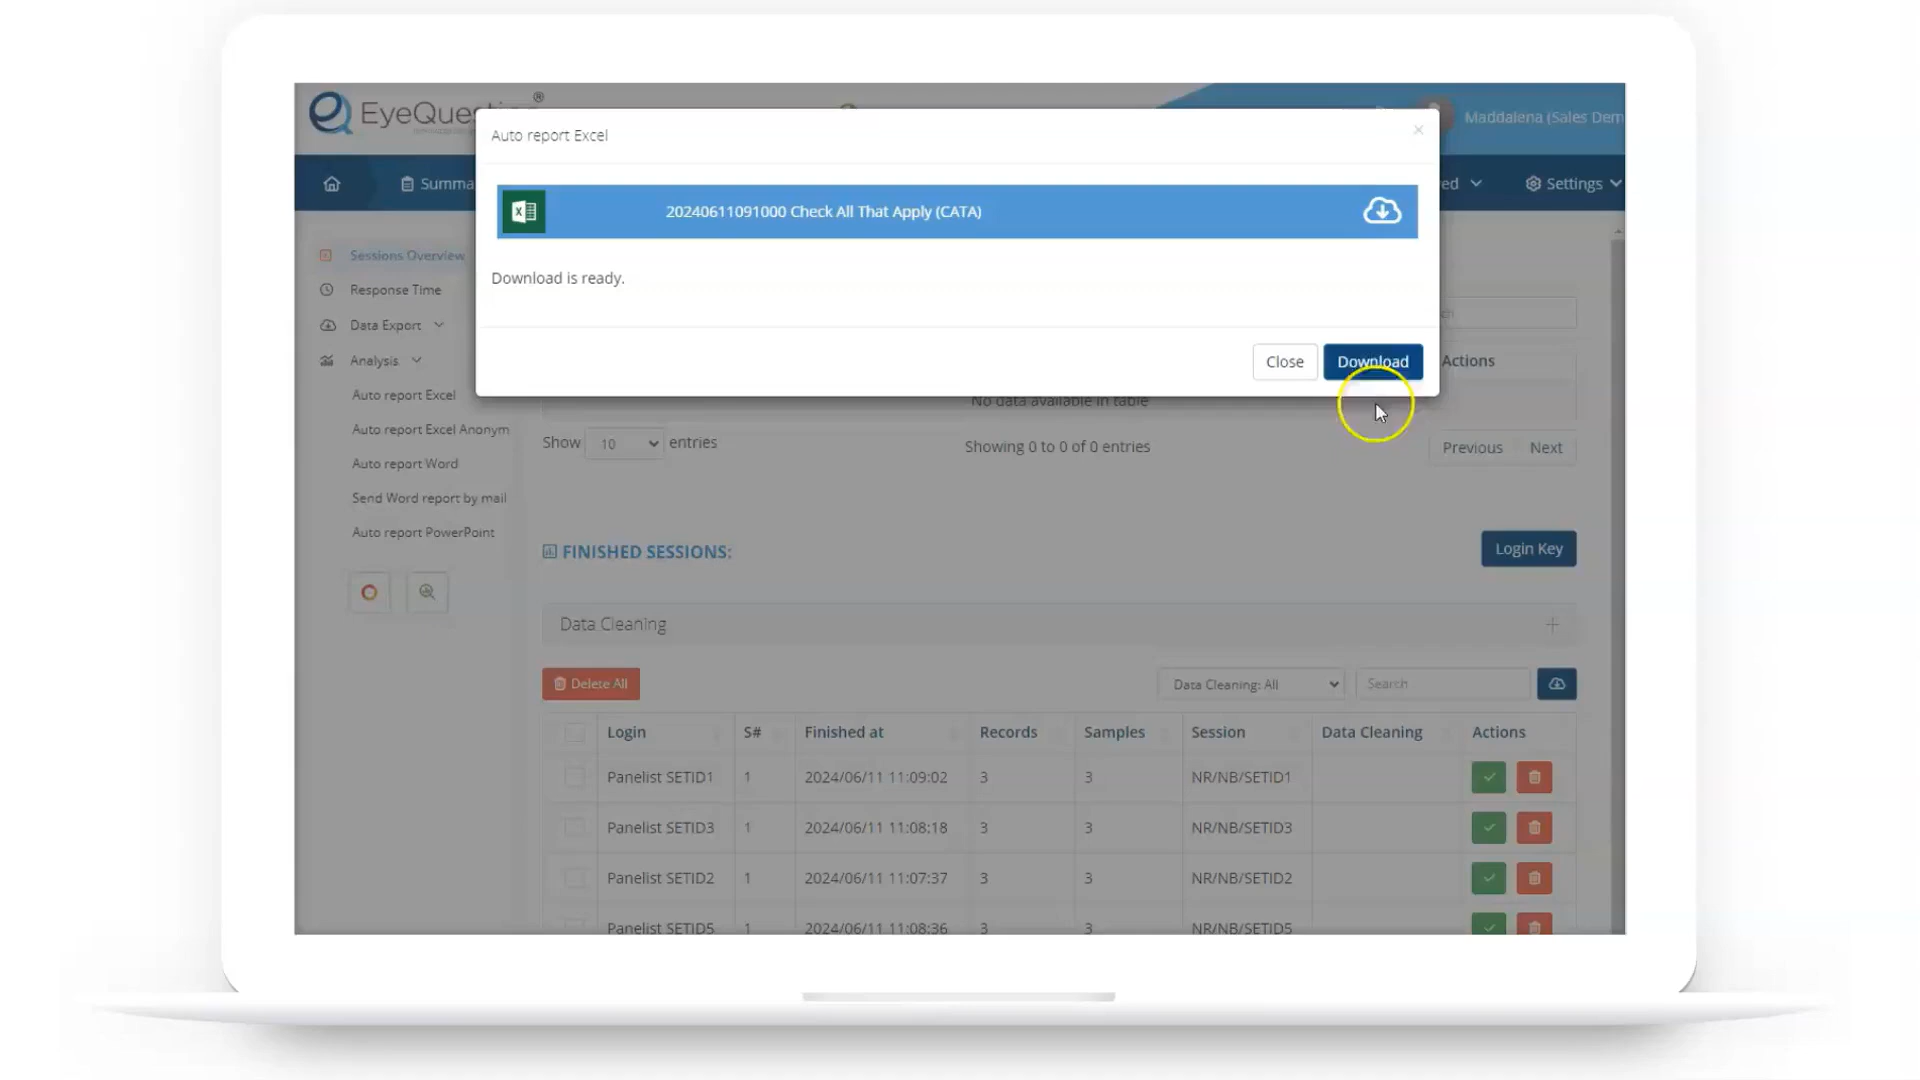 EyeQues
®
Maddalena (Sales Dem
Auto report Excel
×
Summa
ed
Settings
20240611091000 Check All That Apply (CATA)
Download is ready.
Close
Download
Sessions Overview
Response Time
Data Export
Analysis
Auto report Excel
Auto report Excel Anonym
Auto report Word
Send Word report by mail
Auto report PowerPoint
Actions
No data available in table
Show 10 entries
Showing 0 to 0 of 0 entries
Previous Next
FINISHED SESSIONS:
Login Key
Data Cleaning
+
Delete All
Data Cleaning: All
Search
Login S# Finished at Records Samples Session Data Cleaning Actions
Panelist SETID1 1 2024/06/11 11:09:02 3 3 NR/NB/SETID1
Panelist SETID3 1 2024/06/11 11:08:18 3 3 NR/NB/SETID3
Panelist SETID2 1 2024/06/11 11:07:37 3 3 NR/NB/SETID2
Panelist SETID5 1 2024/06/11 11:08:36 3 3 NR/NB/SETID5